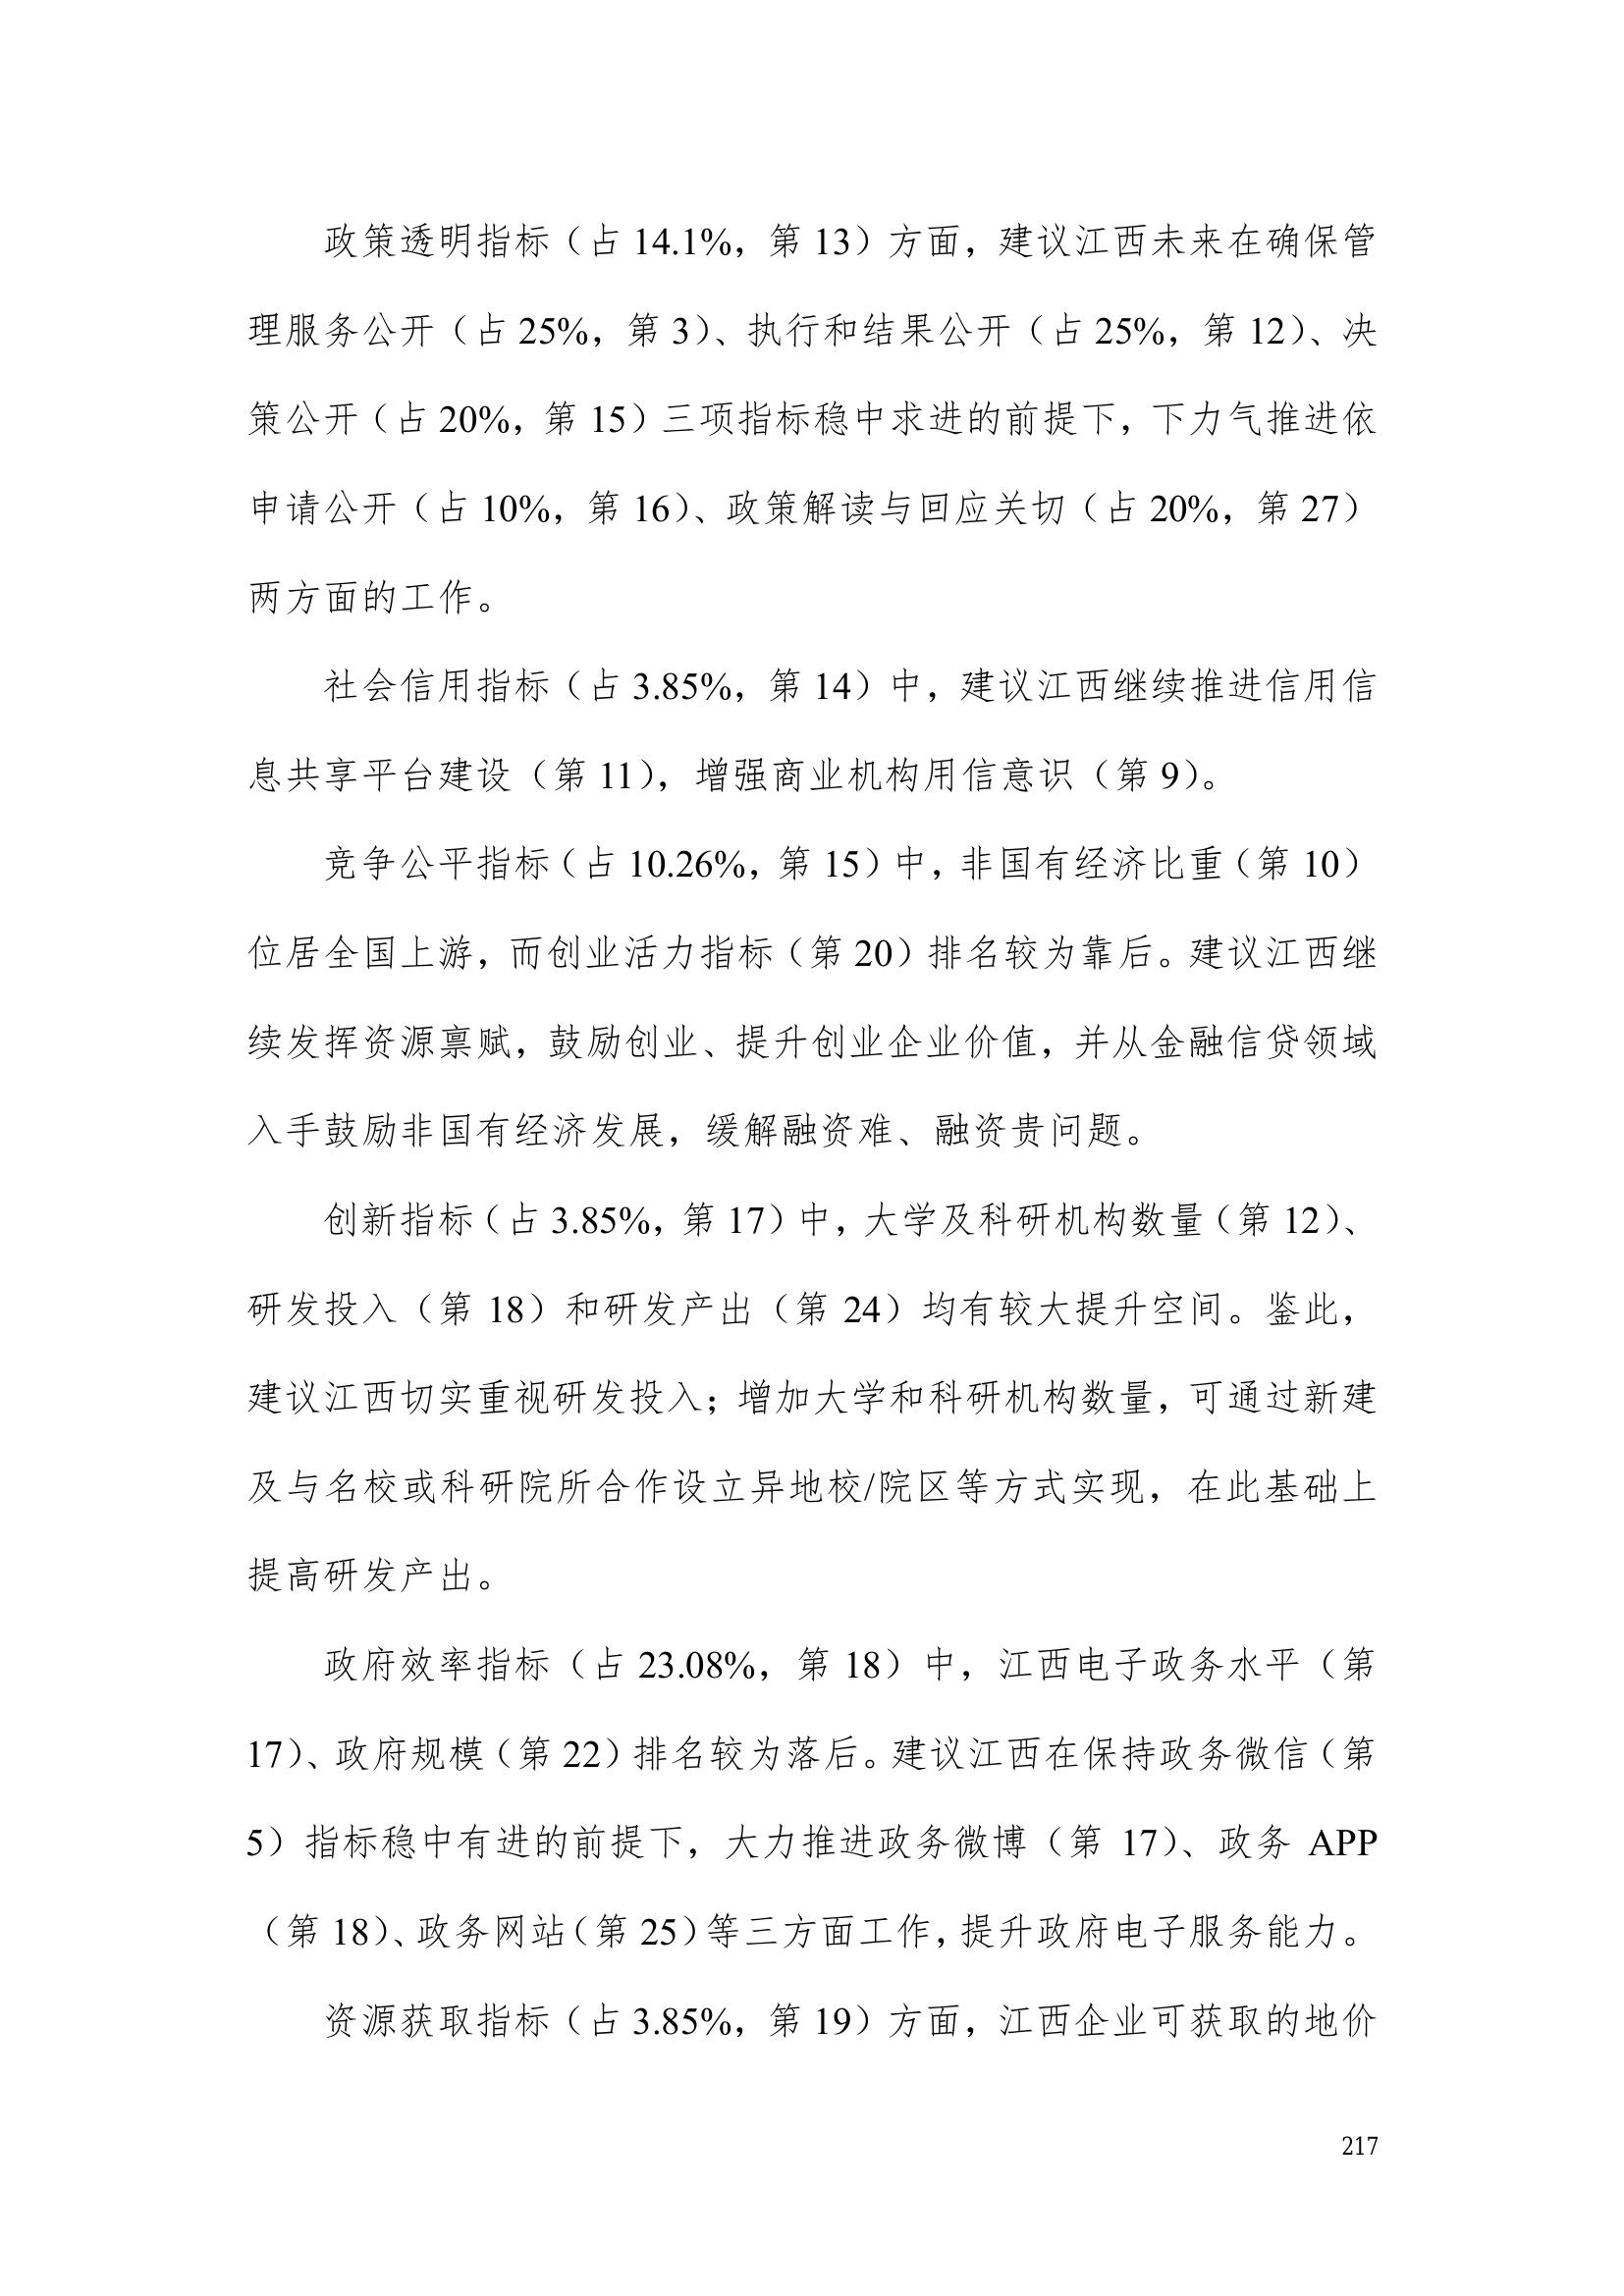 政策透明指标（占 14.1%，第 13）方面，建议江西未来在确保管
理服务公开（占 25%，第 3）、执行和结果公开（占 25%，第 12）、决
策公开（占 20%，第 15）三项指标稳中求进的前提下，下力气推进依
申请公开（占 10%，第 16）、政策解读与回应关切（占 20%，第 27）
两方面的工作。
社会信用指标（占 3.85%，第 14）中，建议江西继续推进信用信
息共享平台建设（第 11），增强商业机构用信意识（第 9）。
竞争公平指标（占 10.26%，第 15）中，非国有经济比重（第 10）
位居全国上游，而创业活力指标（第 20）排名较为靠后。建议江西继
续发挥资源禀赋，鼓励创业、提升创业企业价值，并从金融信贷领域
入手鼓励非国有经济发展，缓解融资难、融资贵问题。
创新指标（占 3.85%，第 17）中，大学及科研机构数量（第 12）、
研发投入（第 18）和研发产出（第 24）均有较大提升空间。鉴此，
建议江西切实重视研发投入；增加大学和科研机构数量，可通过新建
及与名校或科研院所合作设立异地校/院区等方式实现，在此基础上
提高研发产出。
政府效率指标（占 23.08%，第 18）中，江西电子政务水平（第
17）、政府规模（第 22）排名较为落后。建议江西在保持政务微信（第
5）指标稳中有进的前提下，大力推进政务微博（第 17）、政务 APP
（第 18）、政务网站（第 25）等三方面工作，提升政府电子服务能力。
资源获取指标（占 3.85%，第 19）方面，江西企业可获取的地价
217